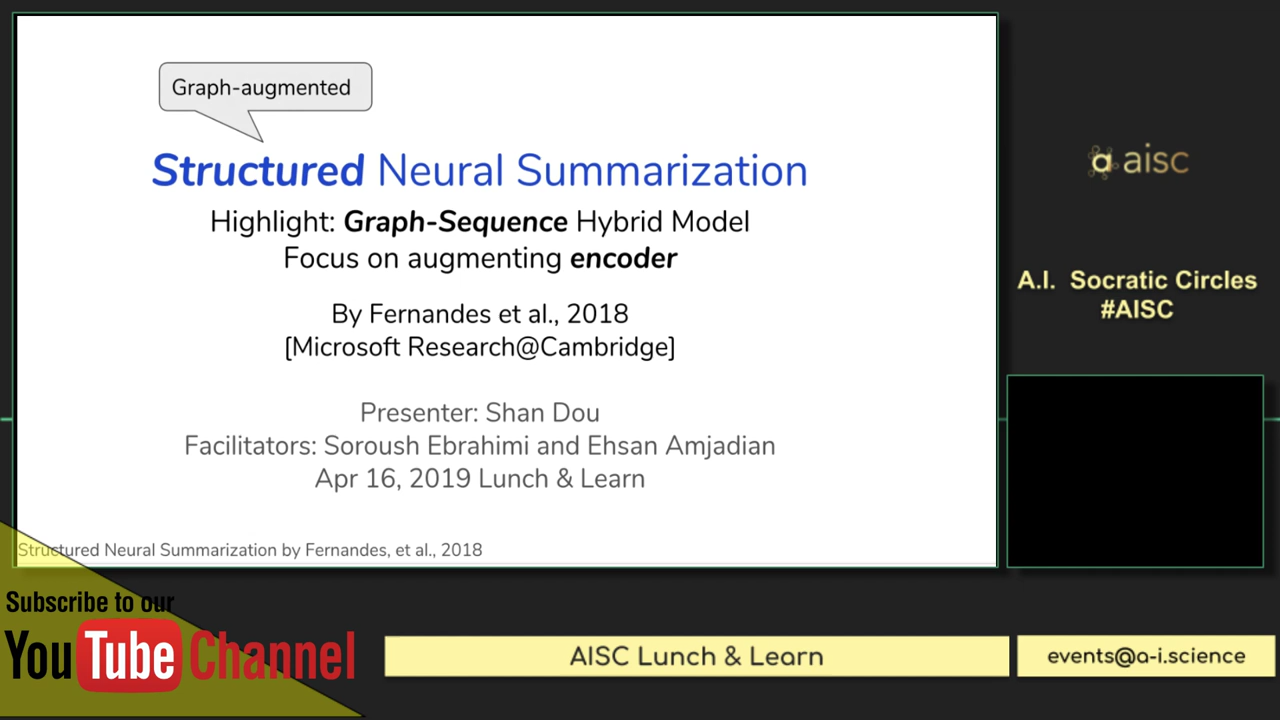 Graph-augmented
Structured Neural Summarization
Highlight: Graph-Sequence Hybrid Model
Focus on augmenting encoder
By Fernandes et al., 2018
[Microsoft Research@Cambridge]
Presenter: Shan Dou
Facilitators: Soroush Ebrahimi and Ehsan Amjadian
Apr 16, 2019 Lunch & Learn
Structured Neural Summarization by Fernandes, et al., 2018
a aisc
A.I. Socratic Circles
#AISC
Subscribe to our
YouTube Channel
AISC Lunch & Learn
events@a-i.science